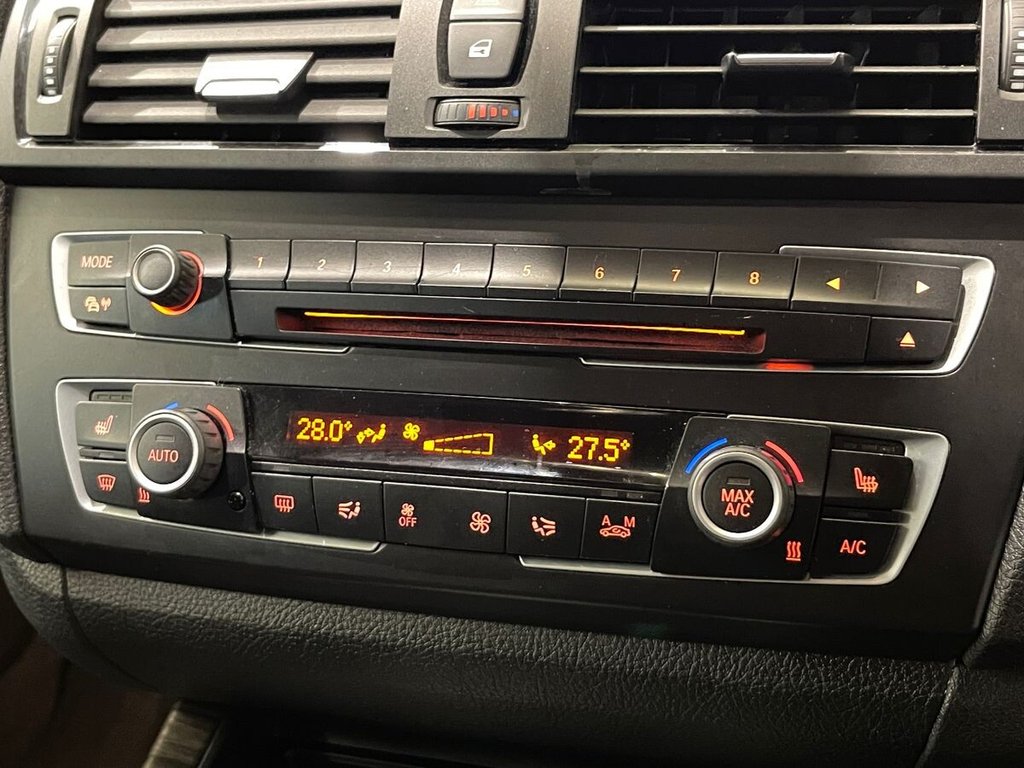 MODE 1 2 3 4 5 6 7 8
28.0° 27.5°
AUTO
MAX A/C
OFF
A M
A/C